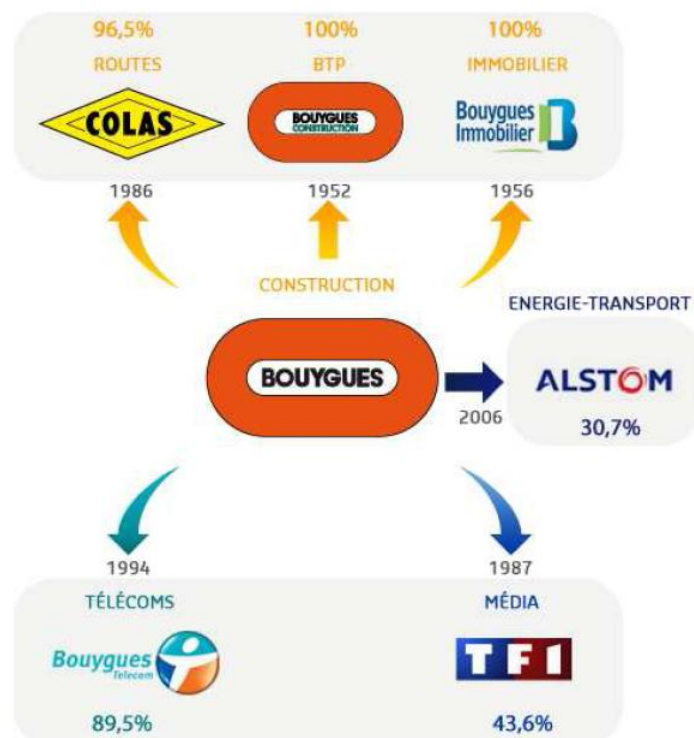 96,5%
100%
100%
ROUTES
BTP
IMMOBILIER
COLAS
BOUYGUES
CONSTRUCTION
Bouygues
Immobilier
1986
1952
1956
CONSTRUCTION
ENERGIE-TRANSPORT
BOUYGUES
ALSTOM
2006
30,7%
1994
1987
TÉLÉCOMS
MÉDIA
Bouygues
Telecom
TF1
89,5%
43,6%